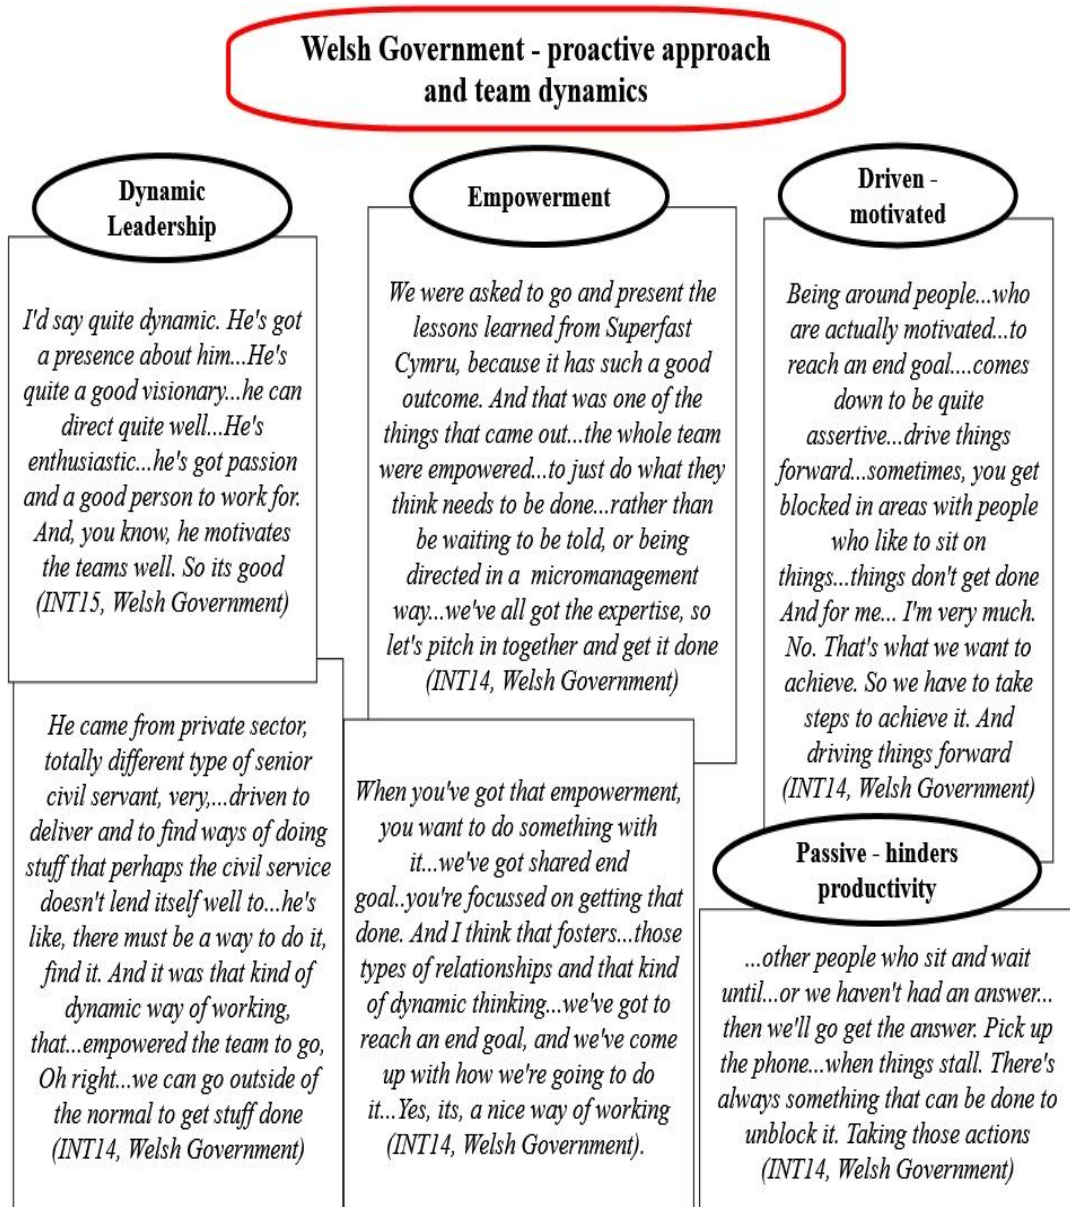 Welsh Government - proactive approach
and team dynamics
Dynamic
Leadership
I'd say quite dynamic. He's got
a presence about him...He's
quite a good visionary...he can
direct quite well...He's
enthusiastic...he's got passion
and a good person to work for.
And, you know, he motivates
the teams well. So its good
(INT15, Welsh Government)
He came from private sector,
totally different type of senior
civil servant, very,...driven to
deliver and to find ways of doing
stuff that perhaps the civil service
doesn't lend itself well to...he's
like, there must be a way to do it,
find it. And it was that kind of
dynamic way of working,
that...empowered the team to go,
Oh right...we can go outside of
the normal to get stuff done
(INT14, Welsh Government)
Empowerment
We were asked to go and present the
lessons learned from Superfast
Cymru, because it has such a good
outcome. And that was one of the
things that came out...the whole team
were empowered...to just do what they
think needs to be done...rather than
be waiting to be told, or being
directed in a micromanagement
way...we've all got the expertise, so
let's pitch in together and get it done
(INT14, Welsh Government)
When you've got that empowerment,
you want to do something with
it...we've got shared end
goal..you're focussed on getting that
done. And I think that fosters...those
types of relationships and that kind
of dynamic thinking...we've got to
reach an end goal, and we've come
up with how we're going to do
it...Yes, its, a nice way of working
(INT14, Welsh Government).
Driven -
motivated
Being around people...who
are actually motivated...to
reach an end goal....comes
down to be quite
assertive...drive things
forward...sometimes, you get
blocked in areas with people
who like to sit on
things...things don't get done
And for me... I'm very much.
No. That's what we want to
achieve. So we have to take
steps to achieve it. And
driving things forward
(INT14, Welsh Government)
Passive - hinders
productivity
...other people who sit and wait
until...or we haven't had an answer...
then we'll go get the answer. Pick up
the phone...when things stall. There's
always something that can be done to
unblock it. Taking those actions
(INT14, Welsh Government)